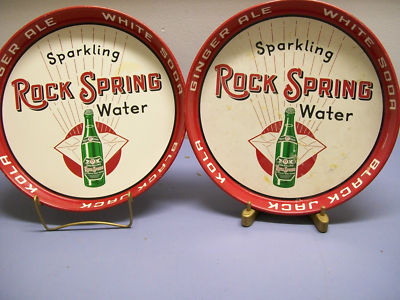 GINGER ALE WHITE SODA
Sparkling
ROCK SPRING
Water
KOLA BLACK JACK
GINGER ALE WHITE SODA
Sparkling
ROCK SPRING
Water
KOLA BLACK JACK